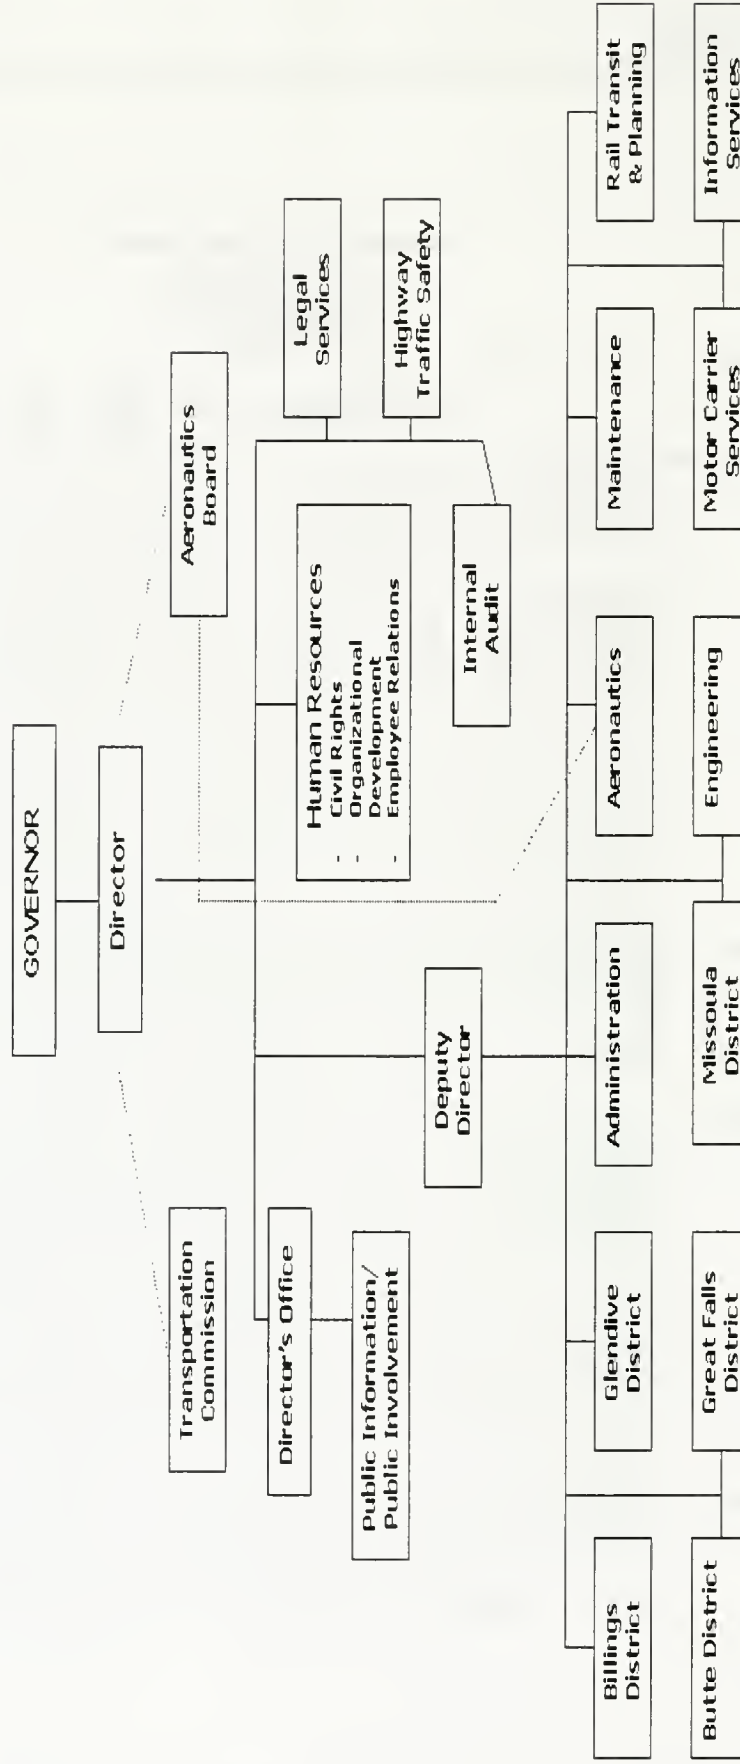 GOVERNOR
Director
Transportation
Commission
Aeronautics
Board
Director's Office
Public Information/
Public Involvement
Human Resources
- Civil Rights
- Organizational
Development
- Employee Relations
Legal
Services
Highway
Traffic Safety
Internal
Audit
Deputy
Director
Billings
District
Glendive
District
Administration
Aeronautics
Maintenance
Rail Transit
& Planning
Butte District
Great Falls
District
Missoula
District
Engineering
Motor Carrier
Services
Information
Services